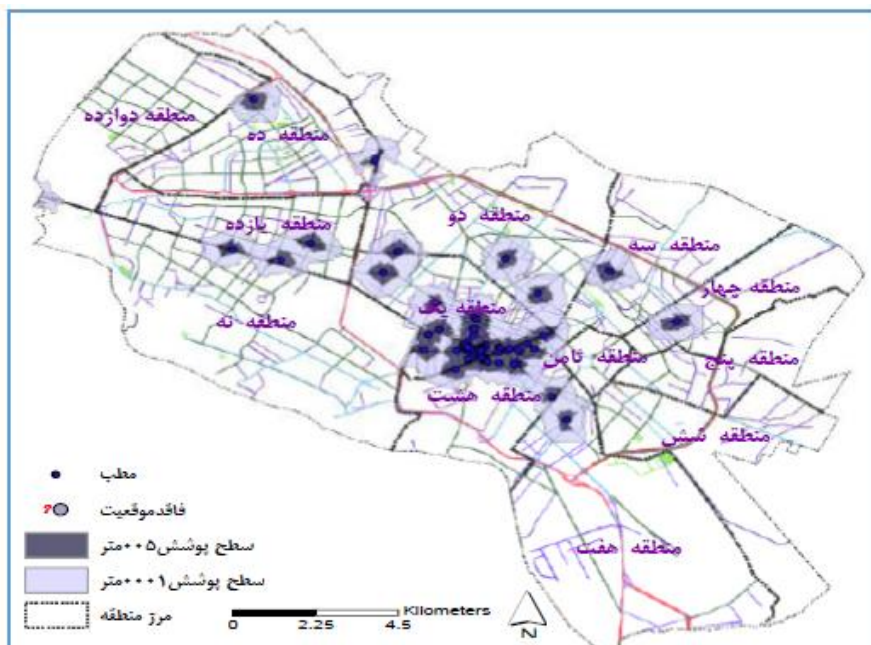 منطقه دوازده
منطقه ده
منطقه دو
منطقه یازده
منطقه سه
منطقه چهار
منطقه یک
منطقه نه
منطقه ثامن
منطقه پنج
منطقه هشت
منطقه شش
منطقه هفت
مطب
فاقدموقعیت
?
سطح پوشش۰۰۵متر
سطح پوشش۰۰۰۱متر
مرز منطقه
Kilometers
0 2.25 4.5
N